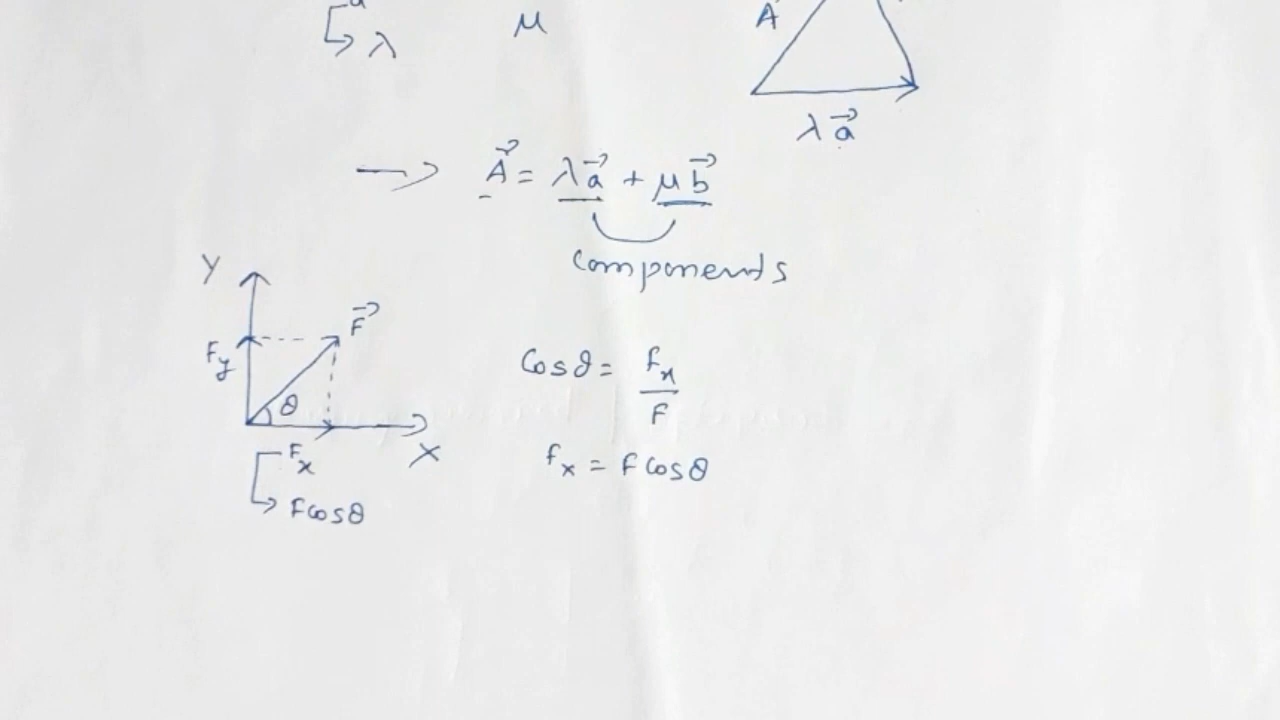 λ μ A
λa⃗
→ A⃗ = λa⃗ + μb⃗
components
Y
F⃗
Fy
θ
Cosθ = Fx/F
Fx X
fx = FCosθ
FCosθ